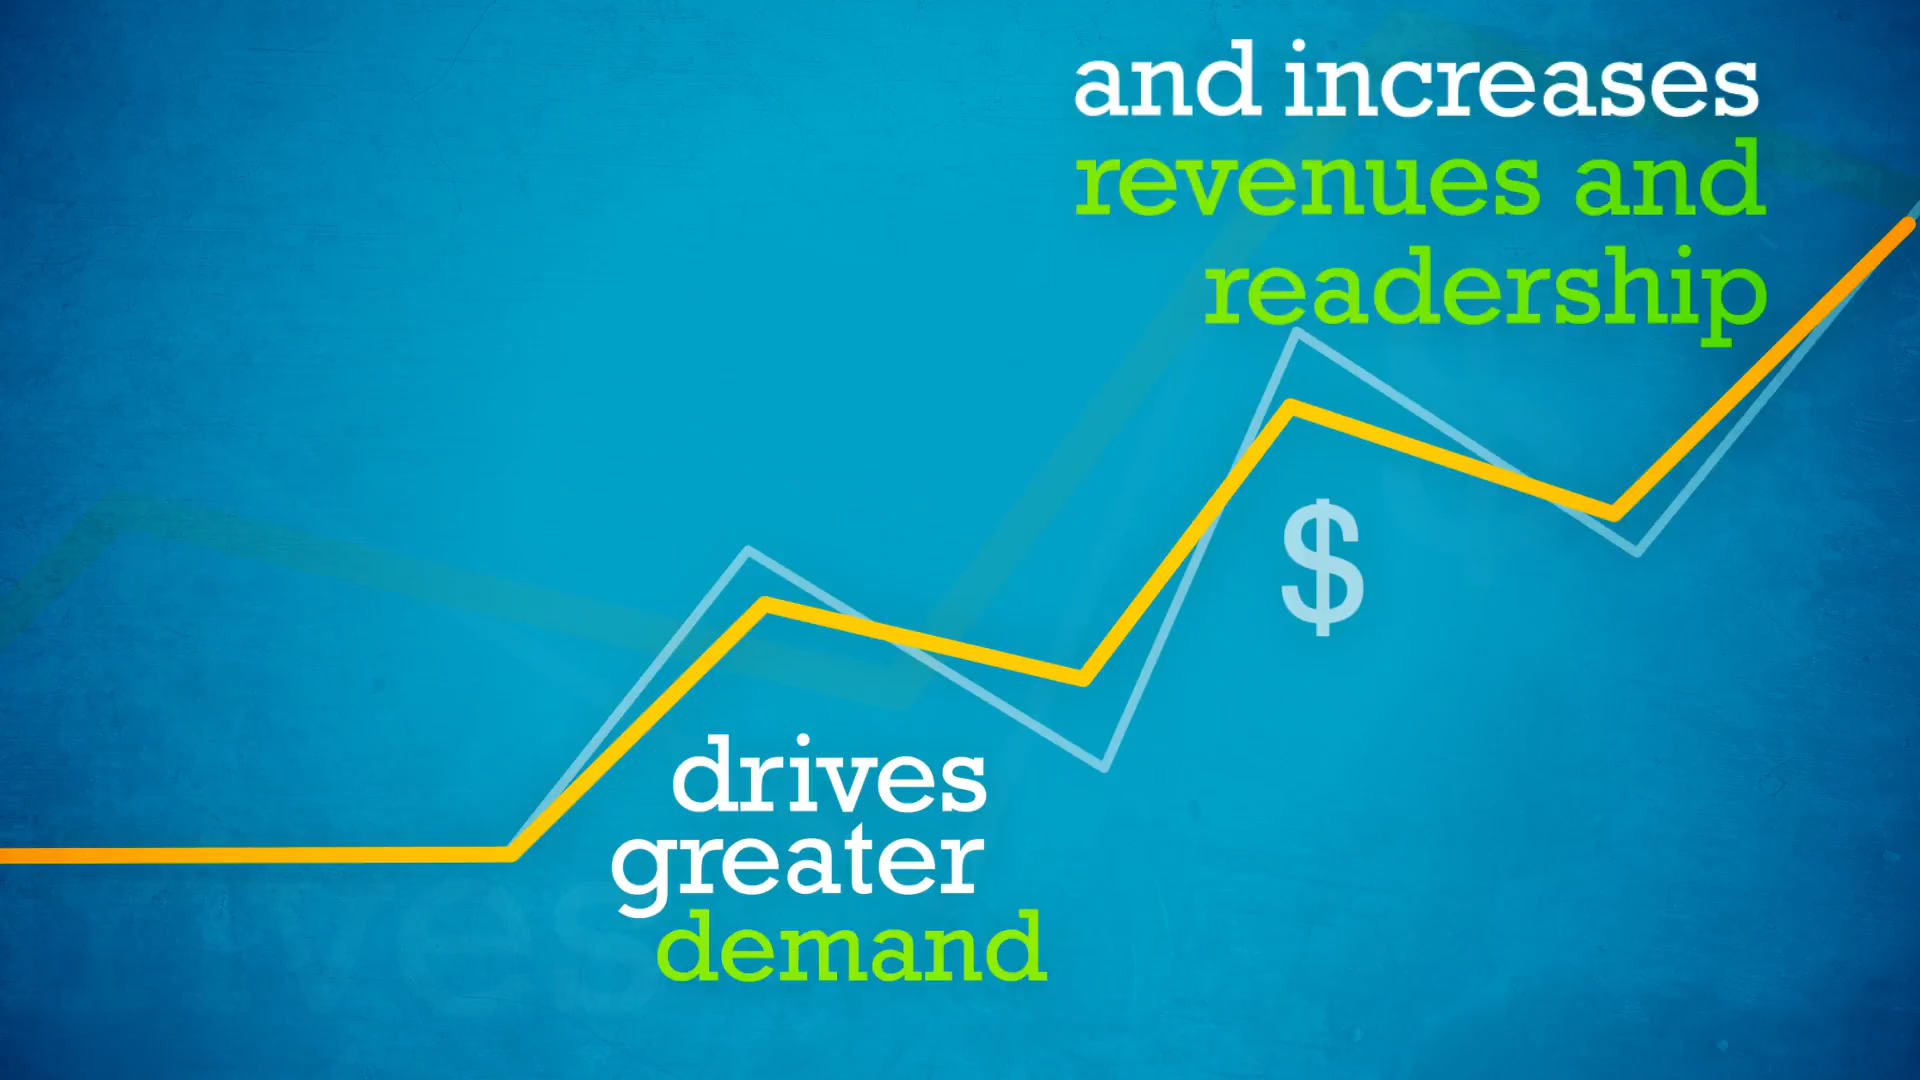 and increases
revenues and
readership
$
drives
greater
demand